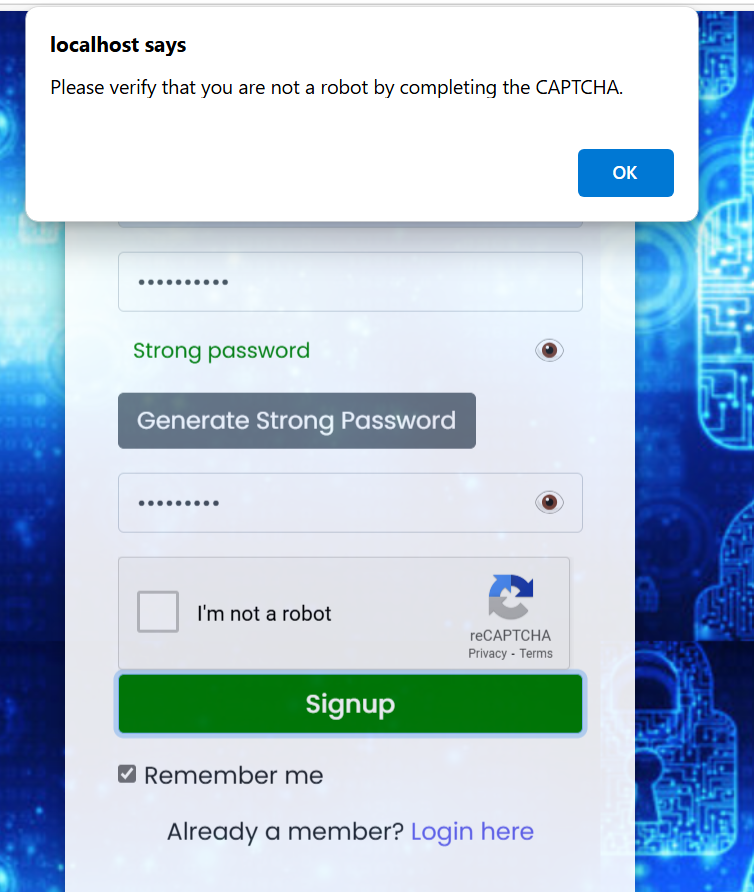 localhost says
Please verify that you are not a robot by completing the CAPTCHA.
OK
••••••••••
Strong password
Generate Strong Password
•••••••••
I'm not a robot
reCAPTCHA
Privacy - Terms
Signup
Remember me
Already a member? Login here